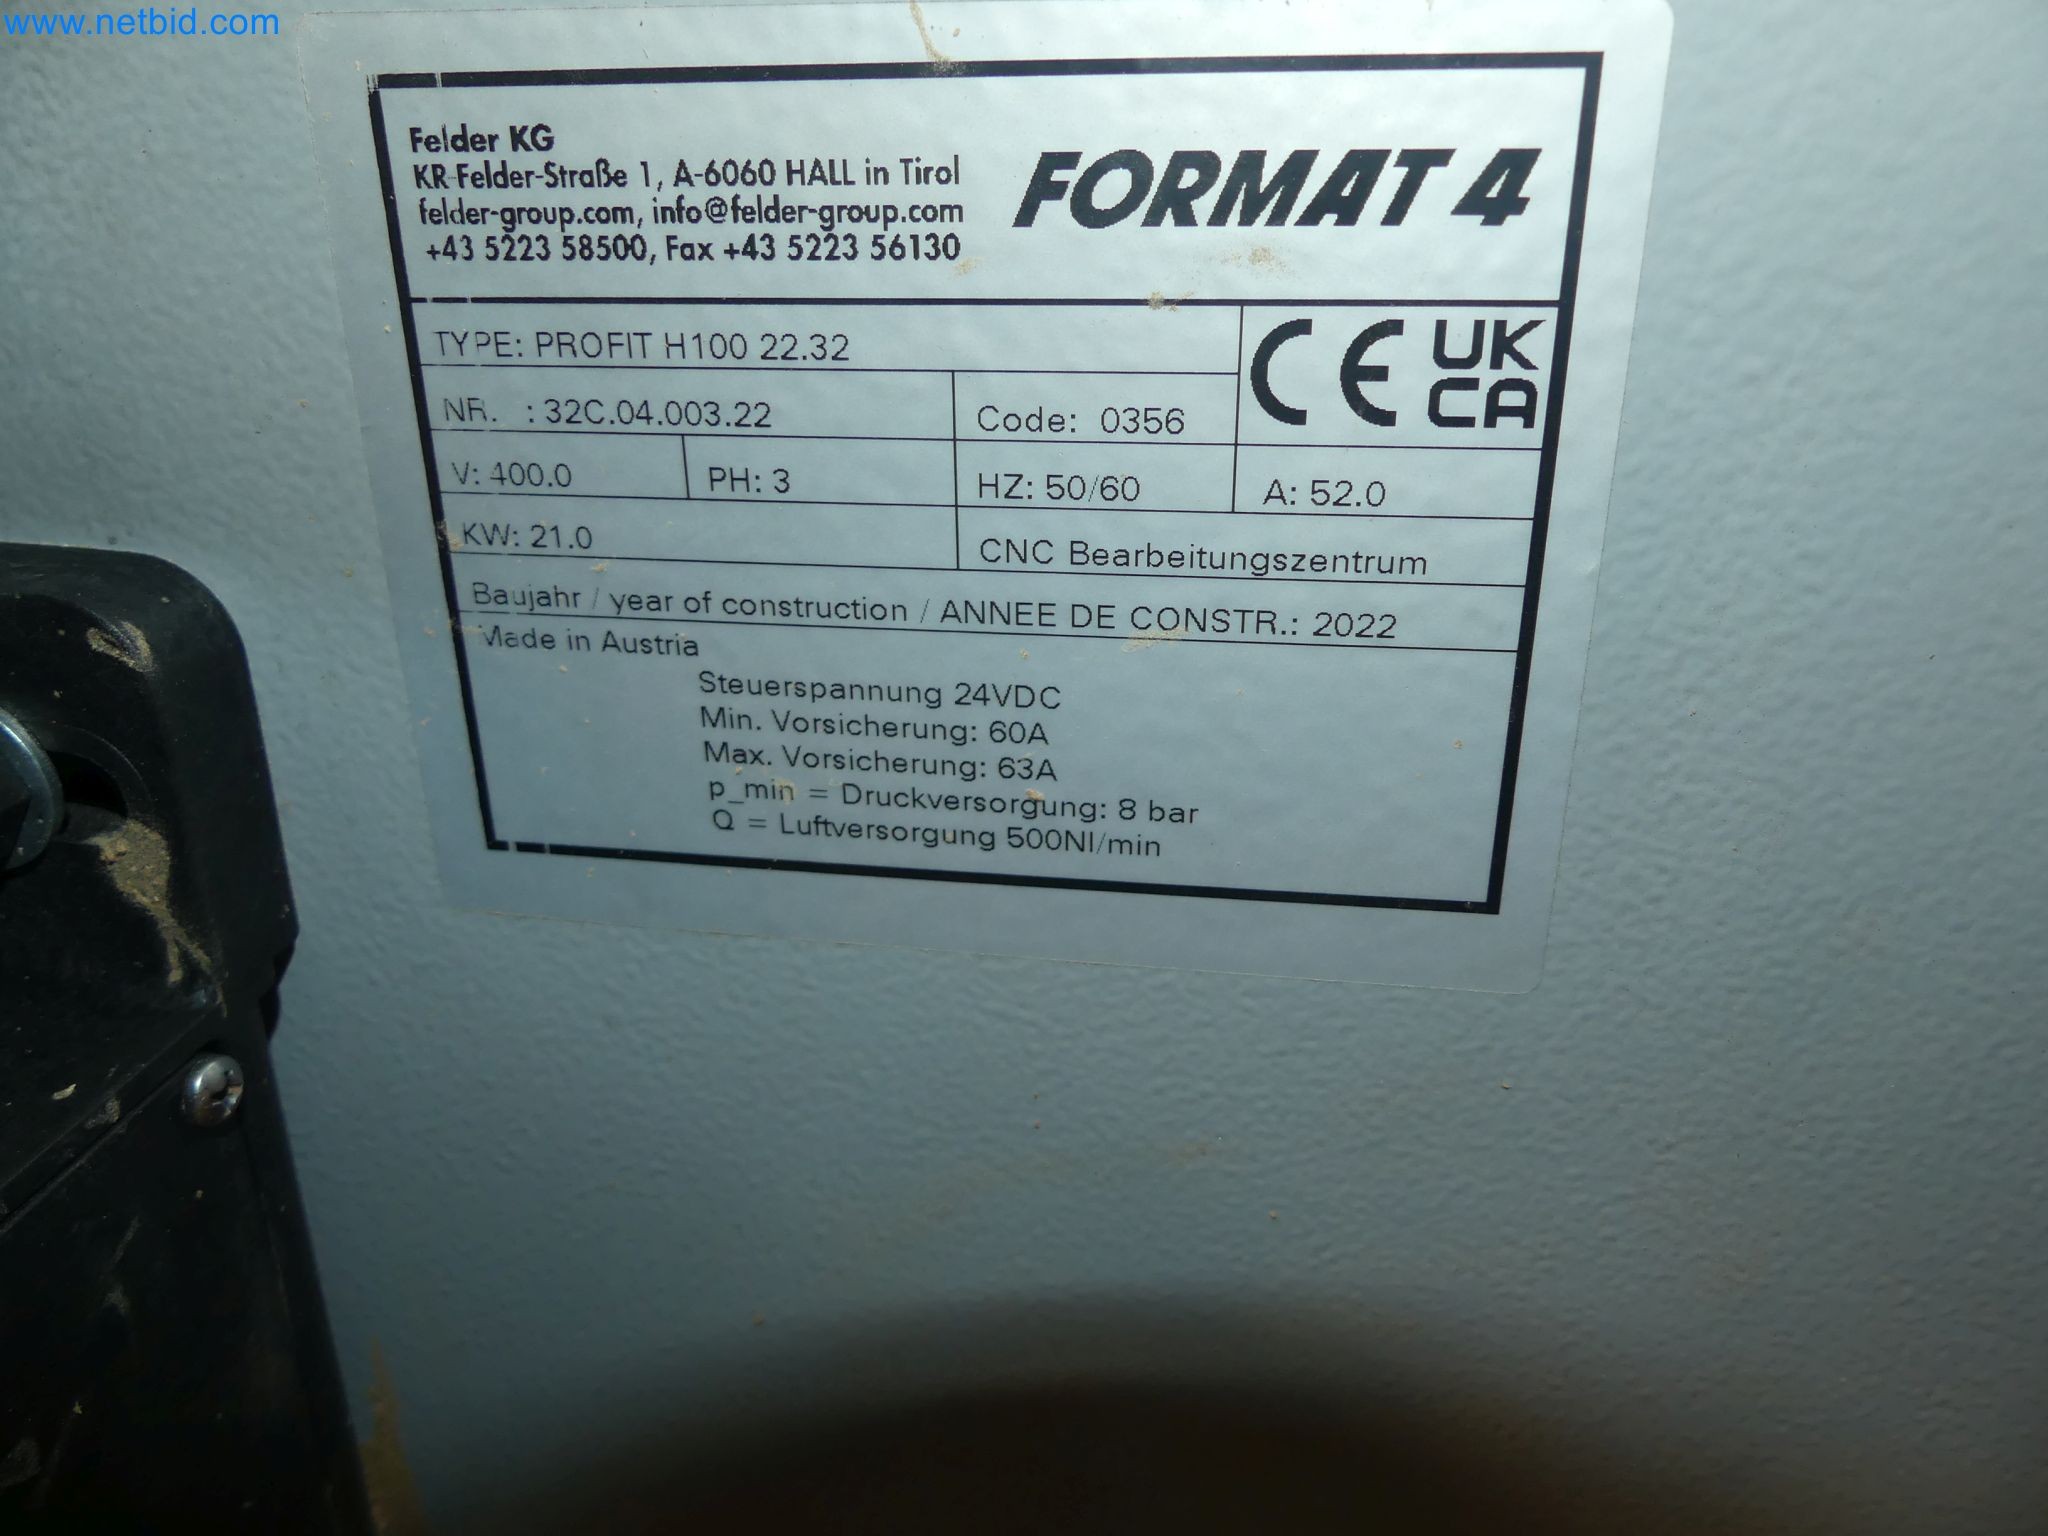 www.netbid.com
Felder KG
KR-Felder-Straße 1, A-6060 HALL in Tirol
felder-group.com, info@felder-group.com
+43 5223 58500, Fax +43 5223 56130
FORMAT 4
TYPE: PROFIT H100 22.32
CE UK CA
NR. : 32C.04.003.22 Code: 0356
V: 400.0 PH: 3 HZ: 50/60 A: 52.0
KW: 21.0 CNC Bearbeitungszentrum
Baujahr / year of construction / ANNEE DE CONSTR.: 2022
Made in Austria
Steuerspannung 24VDC
Min. Vorsicherung: 60A
Max. Vorsicherung: 63A
p_min = Druckversorgung: 8 bar
Q = Luftversorgung 500Nl/min